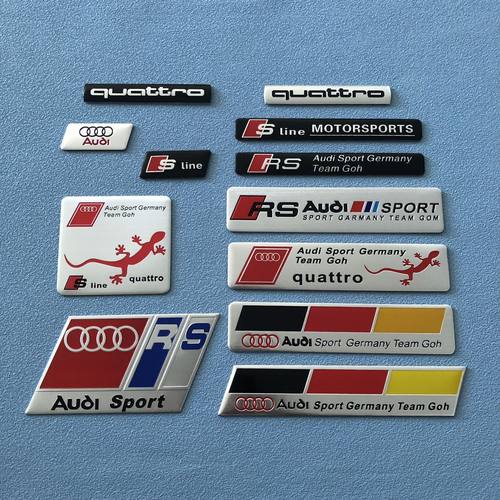 quattro
quattro
Audi
S line MOTORSPORTS
S line
RS Audi Sport Germany
Team Goh
Audi Sport Germany
Team Goh
S line quattro
RS Audi SPORT
SPORT GARMANY TEAM GOM
Audi Sport Germany
Team Goh
quattro
RS
Audi Sport
Audi Sport Germany Team Goh
Audi Sport Germany Team Goh